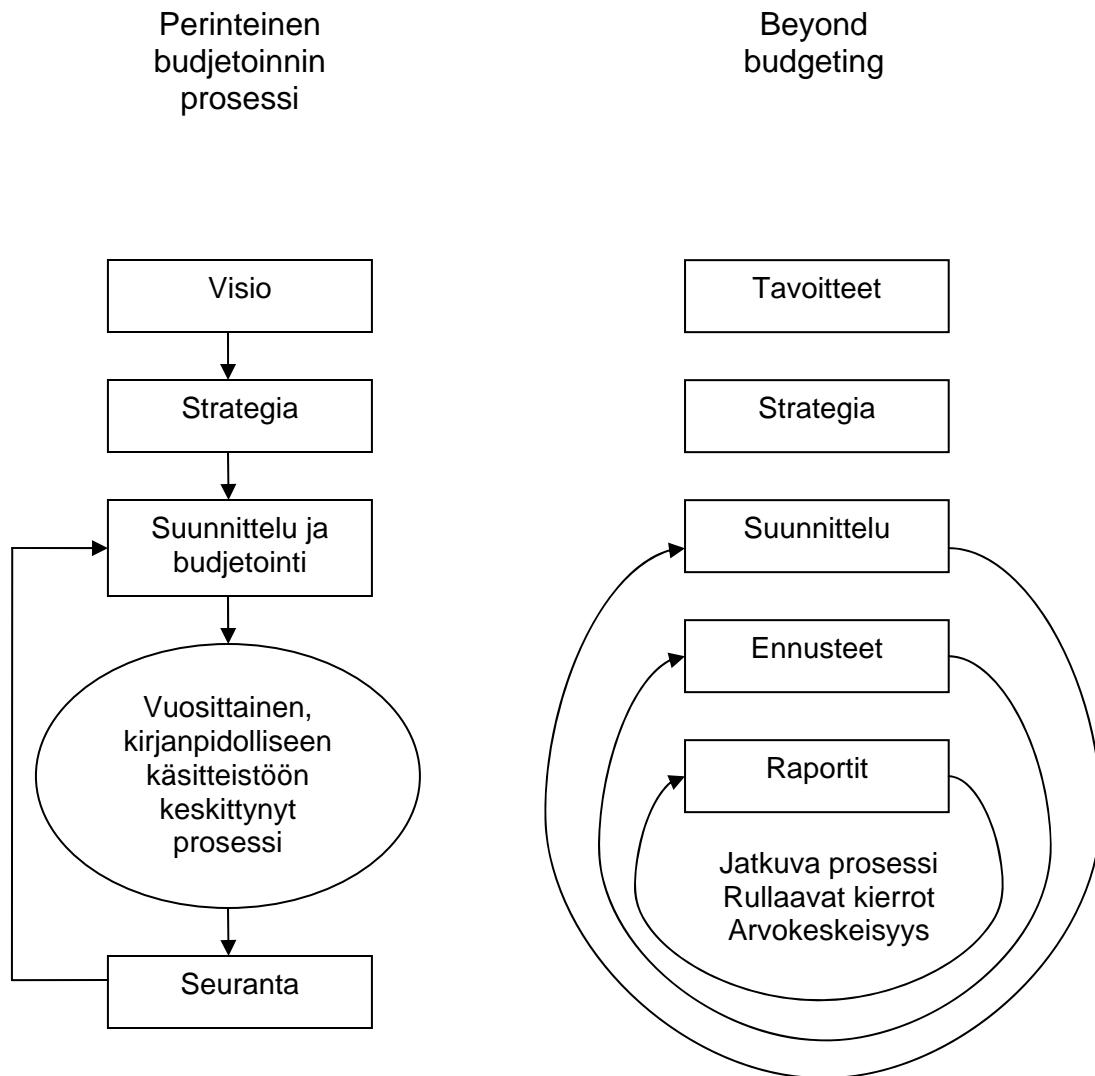 Perinteinen
budjetoinnin
prosessi
Visio
Strategia
Suunnittelu ja
budjetointi
Vuosittainen,
kirjanpidolliseen
käsitteistöön
keskittynyt
prosessi
Seuranta
Beyond
budgeting
Tavoitteet
Strategia
Suunnittelu
Ennusteet
Raportit
Jatkuva prosessi
Rullaavat kierrot
Arvokeskeisyys